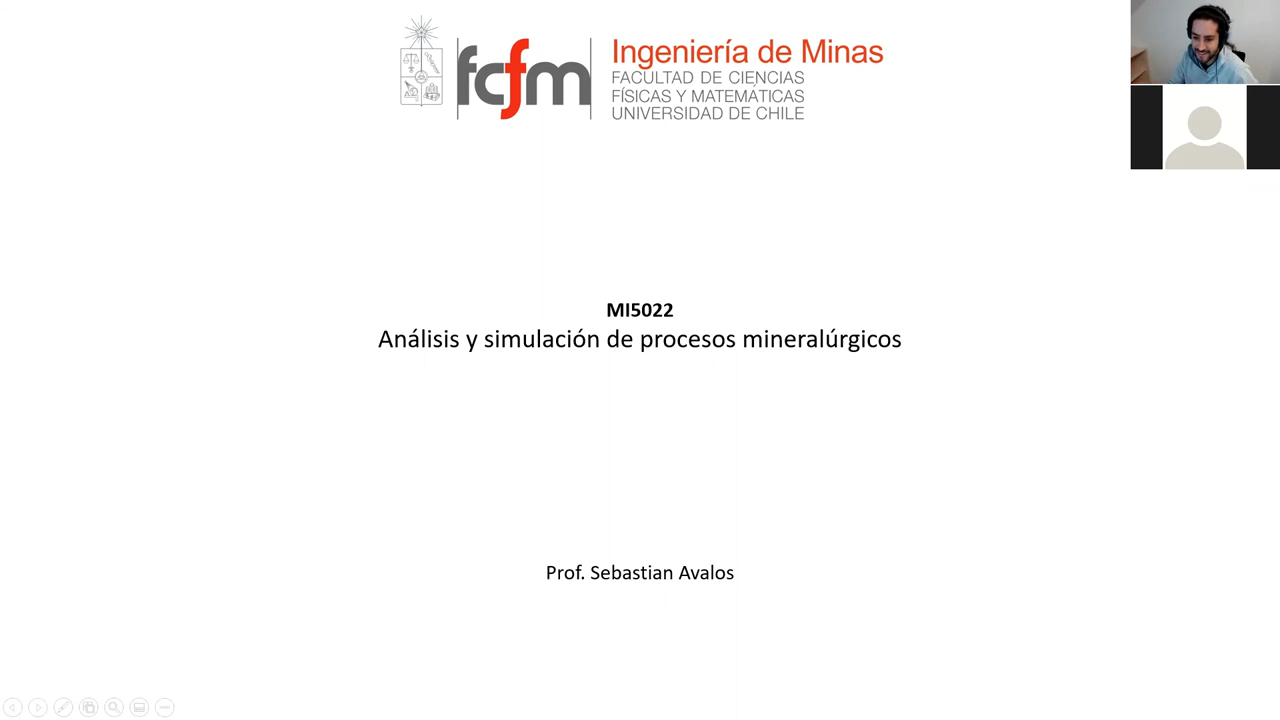 fcfm
Ingeniería de Minas
FACULTAD DE CIENCIAS
FÍSICAS Y MATEMÁTICAS
UNIVERSIDAD DE CHILE
MI5022
Análisis y simulación de procesos mineralúrgicos
Prof. Sebastian Avalos